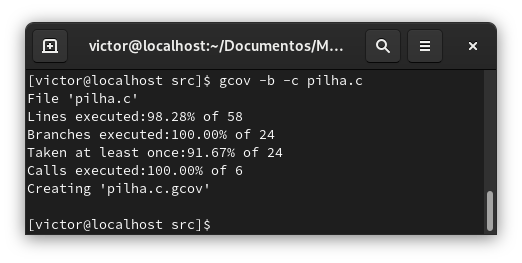 victor@localhost:~/Documentos/M...
[victor@localhost src]$ gcov -b -c pilha.c
File 'pilha.c'
Lines executed:98.28% of 58
Branches executed:100.00% of 24
Taken at least once:91.67% of 24
Calls executed:100.00% of 6
Creating 'pilha.c.gcov'
[victor@localhost src]$